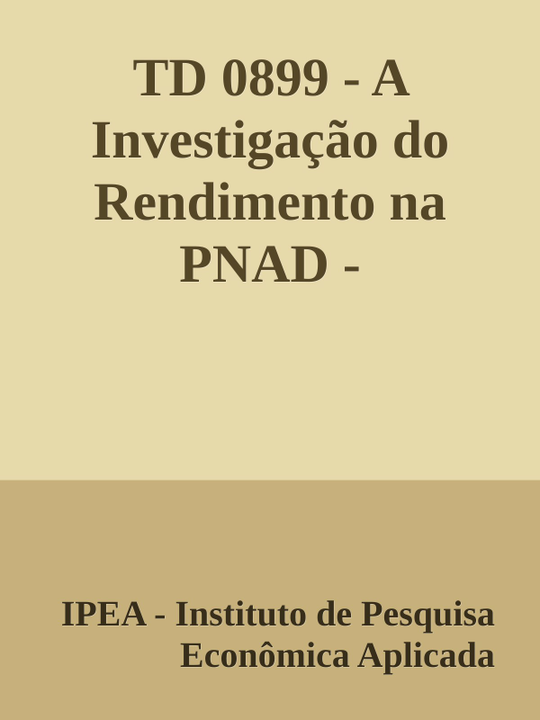 TD 0899 - A
Investigação do
Rendimento na
PNAD -
IPEA - Instituto de Pesquisa
Econômica Aplicada